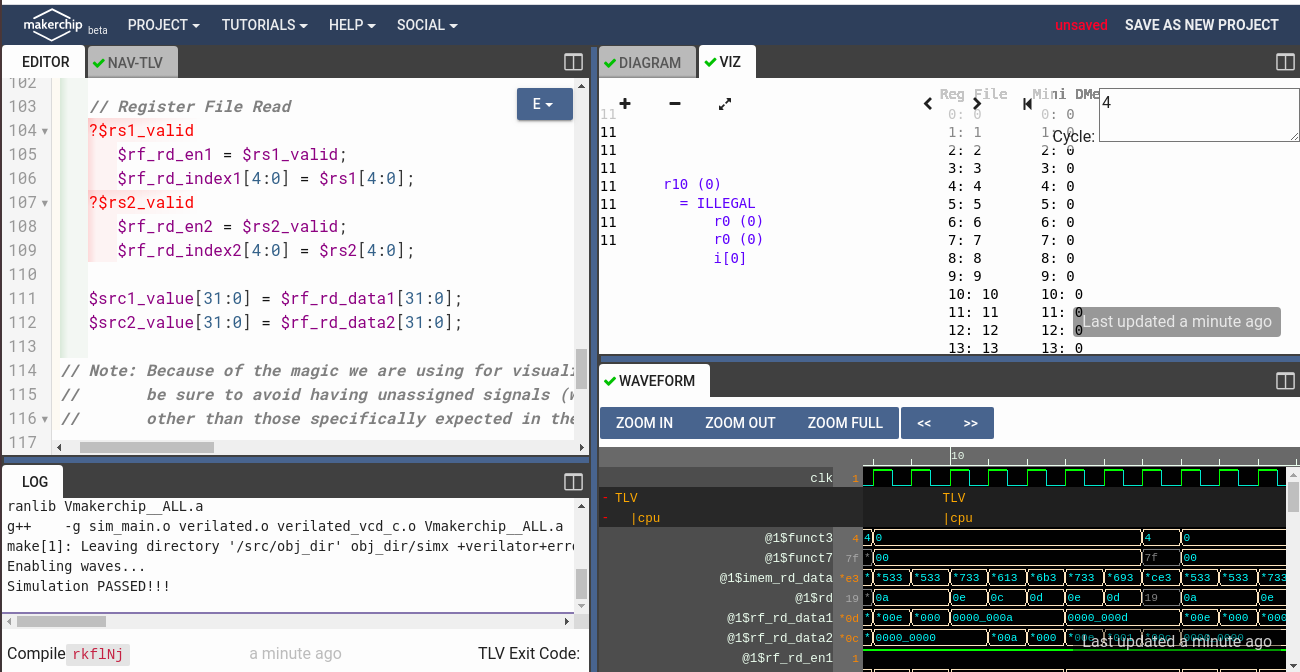 makerchip beta PROJECT TUTORIALS HELP SOCIAL unsaved SAVE AS NEW PROJECT
EDITOR NAV-TLV
102
103 // Register File Read
104 ?$rs1_valid
105 $rf_rd_en1 = $rs1_valid;
106 $rf_rd_index1[4:0] = $rs1[4:0];
107 ?$rs2_valid
108 $rf_rd_en2 = $rs2_valid;
109 $rf_rd_index2[4:0] = $rs2[4:0];
110
111 $src1_value[31:0] = $rf_rd_data1[31:0];
112 $src2_value[31:0] = $rf_rd_data2[31:0];
113
114 // Note: Because of the magic we are using for visuali
115 // be sure to avoid having unassigned signals (w
116 // other than those specifically expected in the
117
E
LOG
ranlib Vmakerchip__ALL.a
g++ -g sim_main.o verilated.o verilated_vcd_c.o Vmakerchip__ALL.a
make[1]: Leaving directory '/src/obj_dir' obj_dir/simx +verilator+erro
Enabling waves...
Simulation PASSED!!!
Compile rkflNj a minute ago TLV Exit Code:
DIAGRAM VIZ
Reg File Mini DMe
Cycle: 4
11 0: 0 0: 0
11 1: 1 1: 0
11 2: 2 2: 0
11 3: 3 3: 0
11 r10 (0) 4: 4 4: 0
11 = ILLEGAL 5: 5 5: 0
11 r0 (0) 6: 6 6: 0
11 r0 (0) 7: 7 7: 0
i[0] 8: 8 8: 0
9: 9 9: 0
10: 10 10: 0
11: 11 11: 0
12: 12 12: 0
13: 13 13: 0
Last updated a minute ago
WAVEFORM
ZOOM IN ZOOM OUT ZOOM FULL << >>
10
clk 1
- TLV TLV
- |cpu |cpu
@1$funct3 4 4 0 4 0
@1$funct7 7f * 00 7f 00
@1$imem_rd_data *e3 * *533 *533 *733 *613 *6b3 *733 *693 *ce3 *533 *533 *733
@1$rd 19 * 0a 0e 0c 0d 0e 0d 19 0a 0e
@1$rf_rd_data1 *0d * *00e *000 0000_000a 0000_000d *00e *000 *000
@1$rf_rd_data2 *0c * 0000_0000 *00a *000
@1$rf_rd_en1 1
Last updated a minute ago